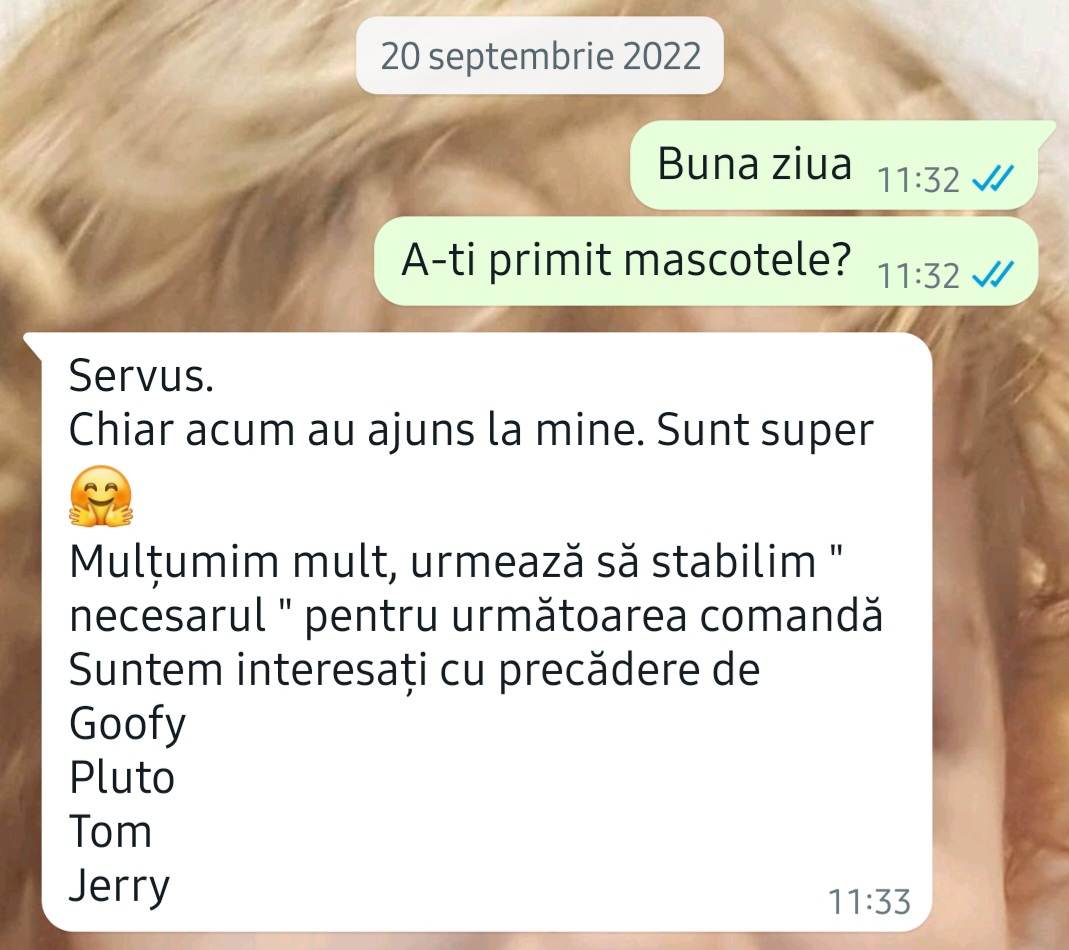 20 septembrie 2022
Buna ziua 11:32
A-ti primit mascotele? 11:32
Servus.
Chiar acum au ajuns la mine. Sunt super
🤗
Mulțumim mult, urmează să stabilim "
necesarul " pentru următoarea comandă
Suntem interesați cu precădere de
Goofy
Pluto
Tom
Jerry
11:33